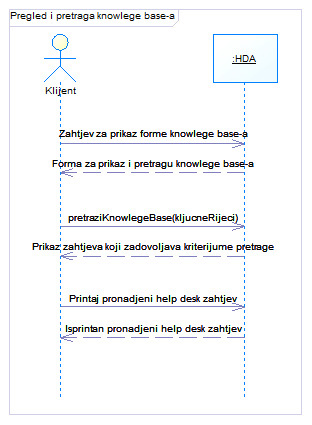 Pregled i pretraga knowlege base-a
Klijent
:HDA
Zahtjev za prikaz forme knowlege base-a
Forma za prikaz i pretragu knowlege base-a
pretraziKnowlegeBase(kljucneRijeci)
Prikaz zahtjeva koji zadovoljava kriterijume pretrage
Printaj pronadjeni help desk zahtjev
Isprintan pronadjeni help desk zahtjev